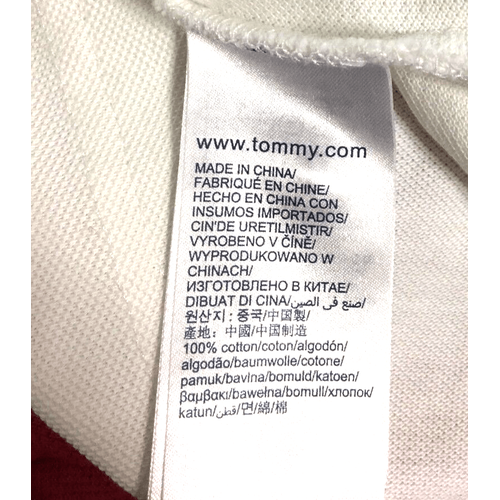 www.tommy.com
MADE IN CHINA/
FABRIQUÉ EN CHINE/
HECHO EN CHINA CON
INSUMOS IMPORTADOS/
CIN'DE URETILMISTIR/
VYROBENO V ČÍNĚ/
WYPRODUKOWANO W
CHINACH/
ИЗГОТОВЛЕНО В КИТАЕ/
DIBUAT DI CINA/صنع في الصين/
원산지 : 중국/中国製/
產地: 中國/中国制造
100% cotton/coton/algodón/
algodão/baumwolle/cotone/
pamuk/bavlna/bomuld/katoen/
βαμβακι/bawełna/bomull/хлопок/
katun/قطن/면/綿/棉